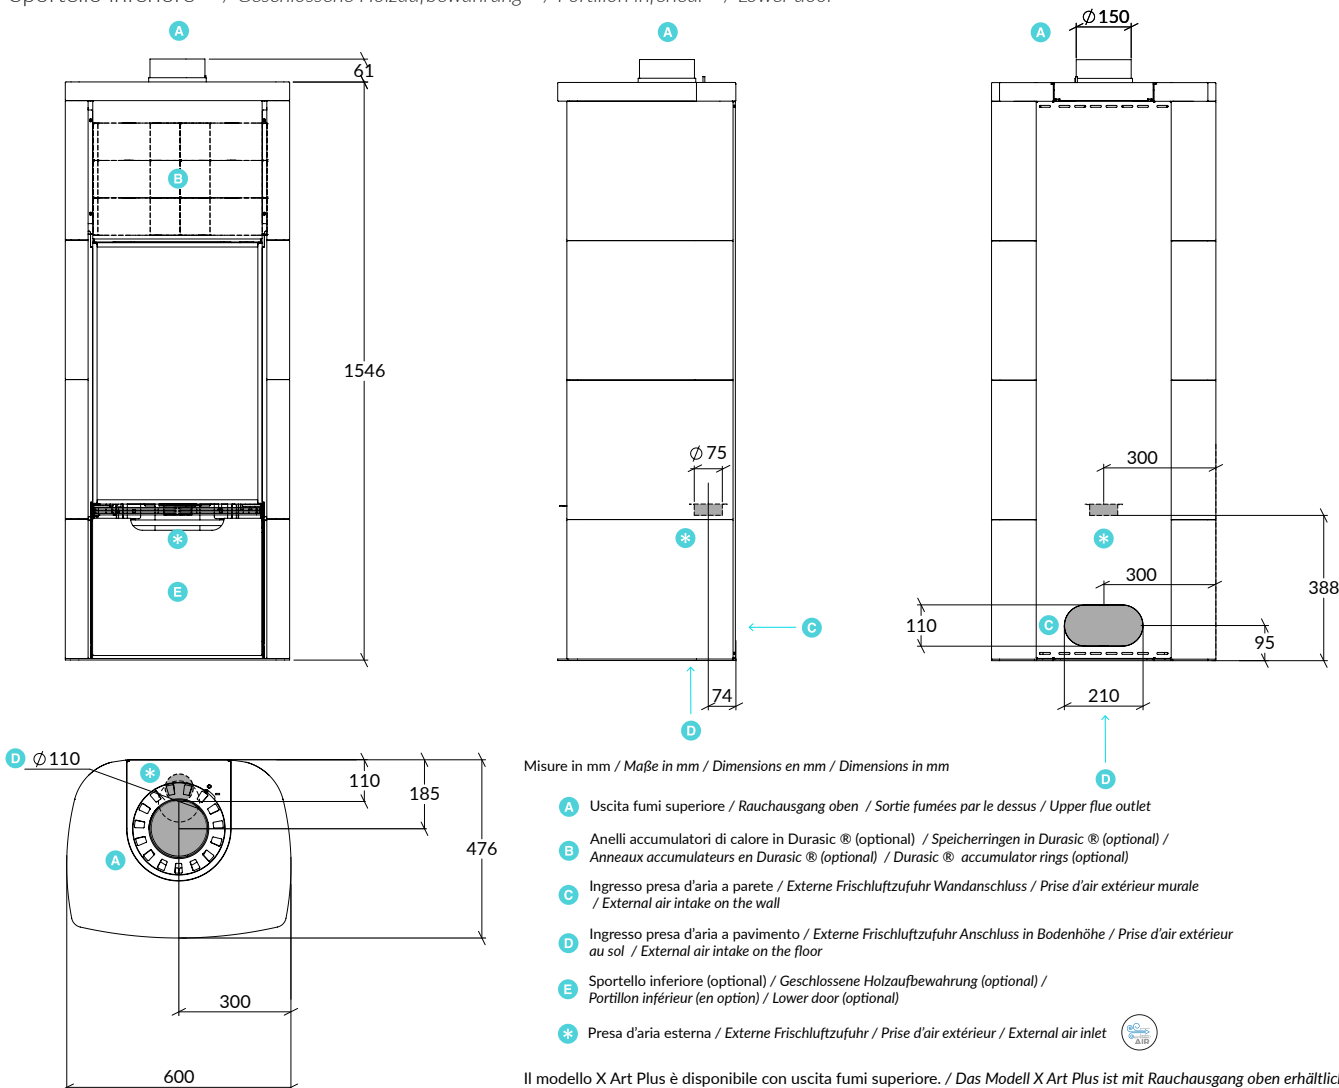 Sportello inferiore / Geschlossene Holzaufbewahrung / Portillon inférieur / Lower door
A
A
A
Ø 150
61
B
1546
Ø 75
300
*
*
*
E
300
388
C
110
C
95
74
210
D
D
D Ø 110
*
110
185
476
A
300
600
Misure in mm / Maße in mm / Dimensions en mm / Dimensions in mm
A Uscita fumi superiore / Rauchausgang oben / Sortie fumées par le dessus / Upper flue outlet
B Anelli accumulatori di calore in Durasic ® (optional) / Speicherringen in Durasic ® (optional) /
Anneaux accumulateurs en Durasic ® (optional) / Durasic ® accumulator rings (optional)
C Ingresso presa d'aria a parete / Externe Frischluftzufuhr Wandanschluss / Prise d'air extérieur murale
/ External air intake on the wall
D Ingresso presa d'aria a pavimento / Externe Frischluftzufuhr Anschluss in Bodenhöhe / Prise d'air extérieur
au sol / External air intake on the floor
E Sportello inferiore (optional) / Geschlossene Holzaufbewahrung (optional) /
Portillon inférieur (en option) / Lower door (optional)
* Presa d'aria esterna / Externe Frischluftzufuhr / Prise d'air extérieur / External air inlet
AIR
Il modello X Art Plus è disponibile con uscita fumi superiore. / Das Modell X Art Plus ist mit Rauchausgang oben erhältlich